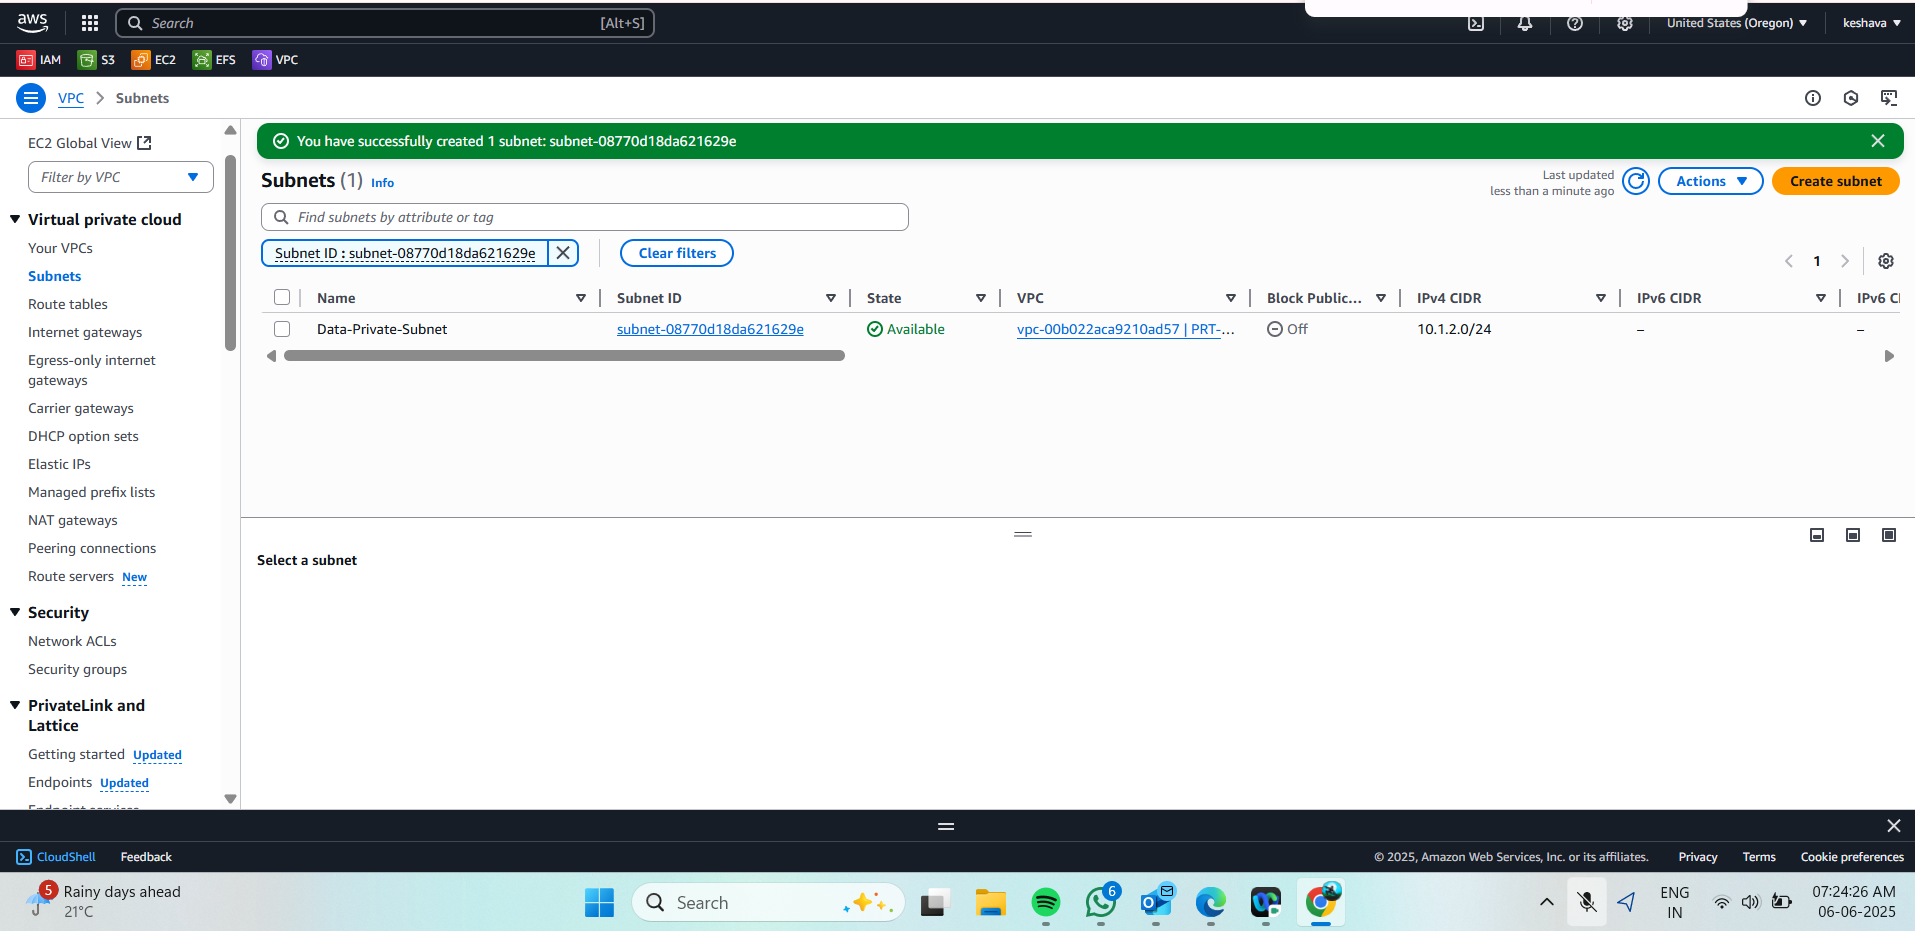 aws
Search [Alt+S]
United States (Oregon)
keshava
IAM S3 EC2 EFS VPC
VPC > Subnets
EC2 Global View
Filter by VPC
Virtual private cloud
Your VPCs
Subnets
Route tables
Internet gateways
Egress-only internet
gateways
Carrier gateways
DHCP option sets
Elastic IPs
Managed prefix lists
NAT gateways
Peering connections
Route servers New
Security
Network ACLs
Security groups
PrivateLink and
Lattice
Getting started Updated
Endpoints Updated
Endpoint services
You have successfully created 1 subnet: subnet-08770d18da621629e
Subnets (1) Info
Last updated
less than a minute ago
Actions
Create subnet
Find subnets by attribute or tag
Subnet ID : subnet-08770d18da621629e
Clear filters
1
Name Subnet ID State VPC Block Public... IPv4 CIDR IPv6 CIDR IPv6 C
Data-Private-Subnet subnet-08770d18da621629e Available vpc-00b022aca9210ad57 | PRT-... Off 10.1.2.0/24 – –
Select a subnet
CloudShell Feedback
© 2025, Amazon Web Services, Inc. or its affiliates. Privacy Terms Cookie preferences
5
Rainy days ahead
21°C
Search
6
ENG
IN
07:24:26 AM
06-06-2025